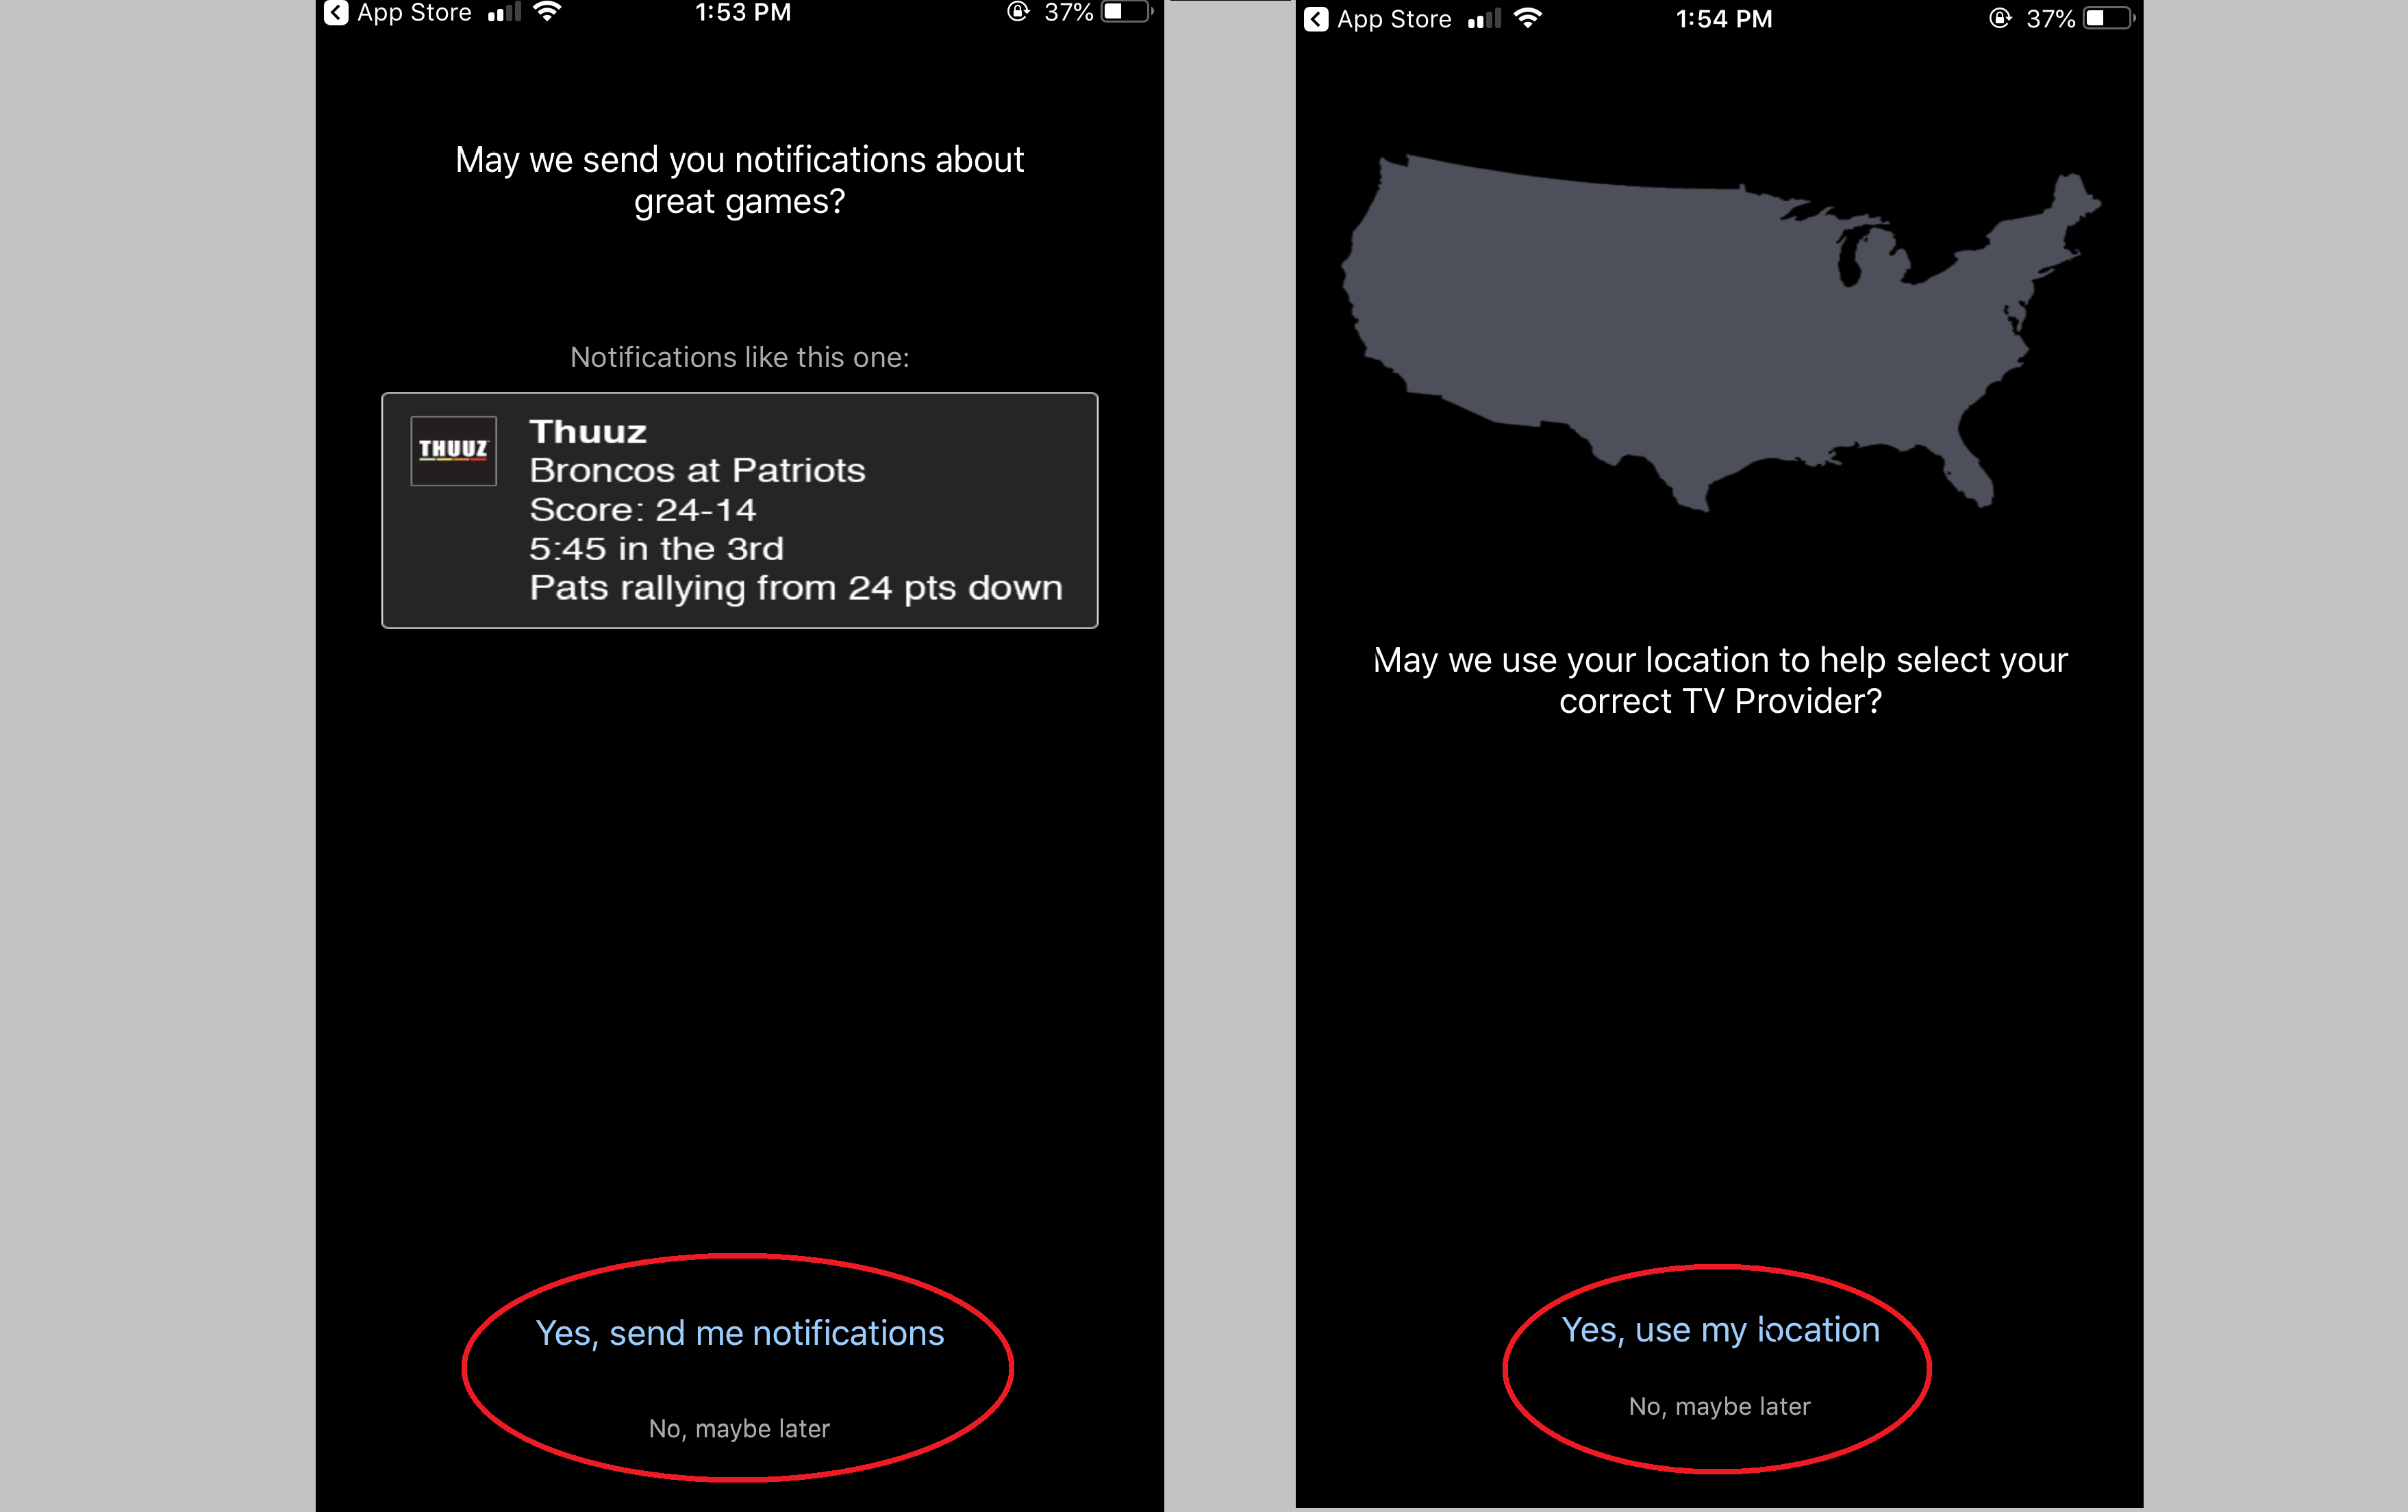 App Store 1:53 PM 37%
May we send you notifications about
great games?
Notifications like this one:
THUUZ
Thuuz
Broncos at Patriots
Score: 24-14
5:45 in the 3rd
Pats rallying from 24 pts down
Yes, send me notifications
No, maybe later
App Store 1:54 PM 37%
May we use your location to help select your
correct TV Provider?
Yes, use my location
No, maybe later